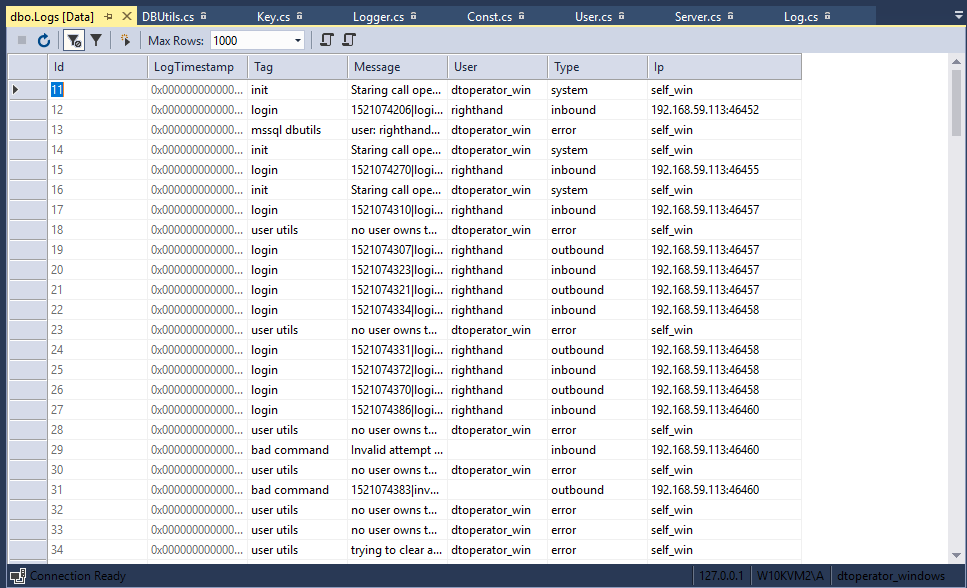 dbo.Logs [Data] DBUtils.cs Key.cs Logger.cs Const.cs User.cs Server.cs Log.cs
Max Rows: 1000
Id LogTimestamp Tag Message User Type Ip
11 0x000000000000... init Staring call ope... dtoperator_win system self_win
12 0x000000000000... login 1521074206|logi... righthand inbound 192.168.59.113:46452
13 0x000000000000... mssql dbutils user: righthand... dtoperator_win error self_win
14 0x000000000000... init Staring call ope... dtoperator_win system self_win
15 0x000000000000... login 1521074270|logi... righthand inbound 192.168.59.113:46455
16 0x000000000000... init Staring call ope... dtoperator_win system self_win
17 0x000000000000... login 1521074310|logi... righthand inbound 192.168.59.113:46457
18 0x000000000000... user utils no user owns t... dtoperator_win error self_win
19 0x000000000000... login 1521074307|logi... righthand outbound 192.168.59.113:46457
20 0x000000000000... login 1521074323|logi... righthand inbound 192.168.59.113:46457
21 0x000000000000... login 1521074321|logi... righthand outbound 192.168.59.113:46457
22 0x000000000000... login 1521074334|logi... righthand inbound 192.168.59.113:46458
23 0x000000000000... user utils no user owns t... dtoperator_win error self_win
24 0x000000000000... login 1521074331|logi... righthand outbound 192.168.59.113:46458
25 0x000000000000... login 1521074372|logi... righthand inbound 192.168.59.113:46458
26 0x000000000000... login 1521074370|logi... righthand outbound 192.168.59.113:46458
27 0x000000000000... login 1521074386|logi... righthand inbound 192.168.59.113:46460
28 0x000000000000... user utils no user owns t... dtoperator_win error self_win
29 0x000000000000... bad command Invalid attempt ... inbound 192.168.59.113:46460
30 0x000000000000... user utils no user owns t... dtoperator_win error self_win
31 0x000000000000... bad command 1521074383|inv... outbound 192.168.59.113:46460
32 0x000000000000... user utils no user owns t... dtoperator_win error self_win
33 0x000000000000... user utils no user owns t... dtoperator_win error self_win
34 0x000000000000... user utils trying to clear a... dtoperator_win error self_win
Connection Ready 127.0.0.1 W10KVM2\A dtoperator_windows